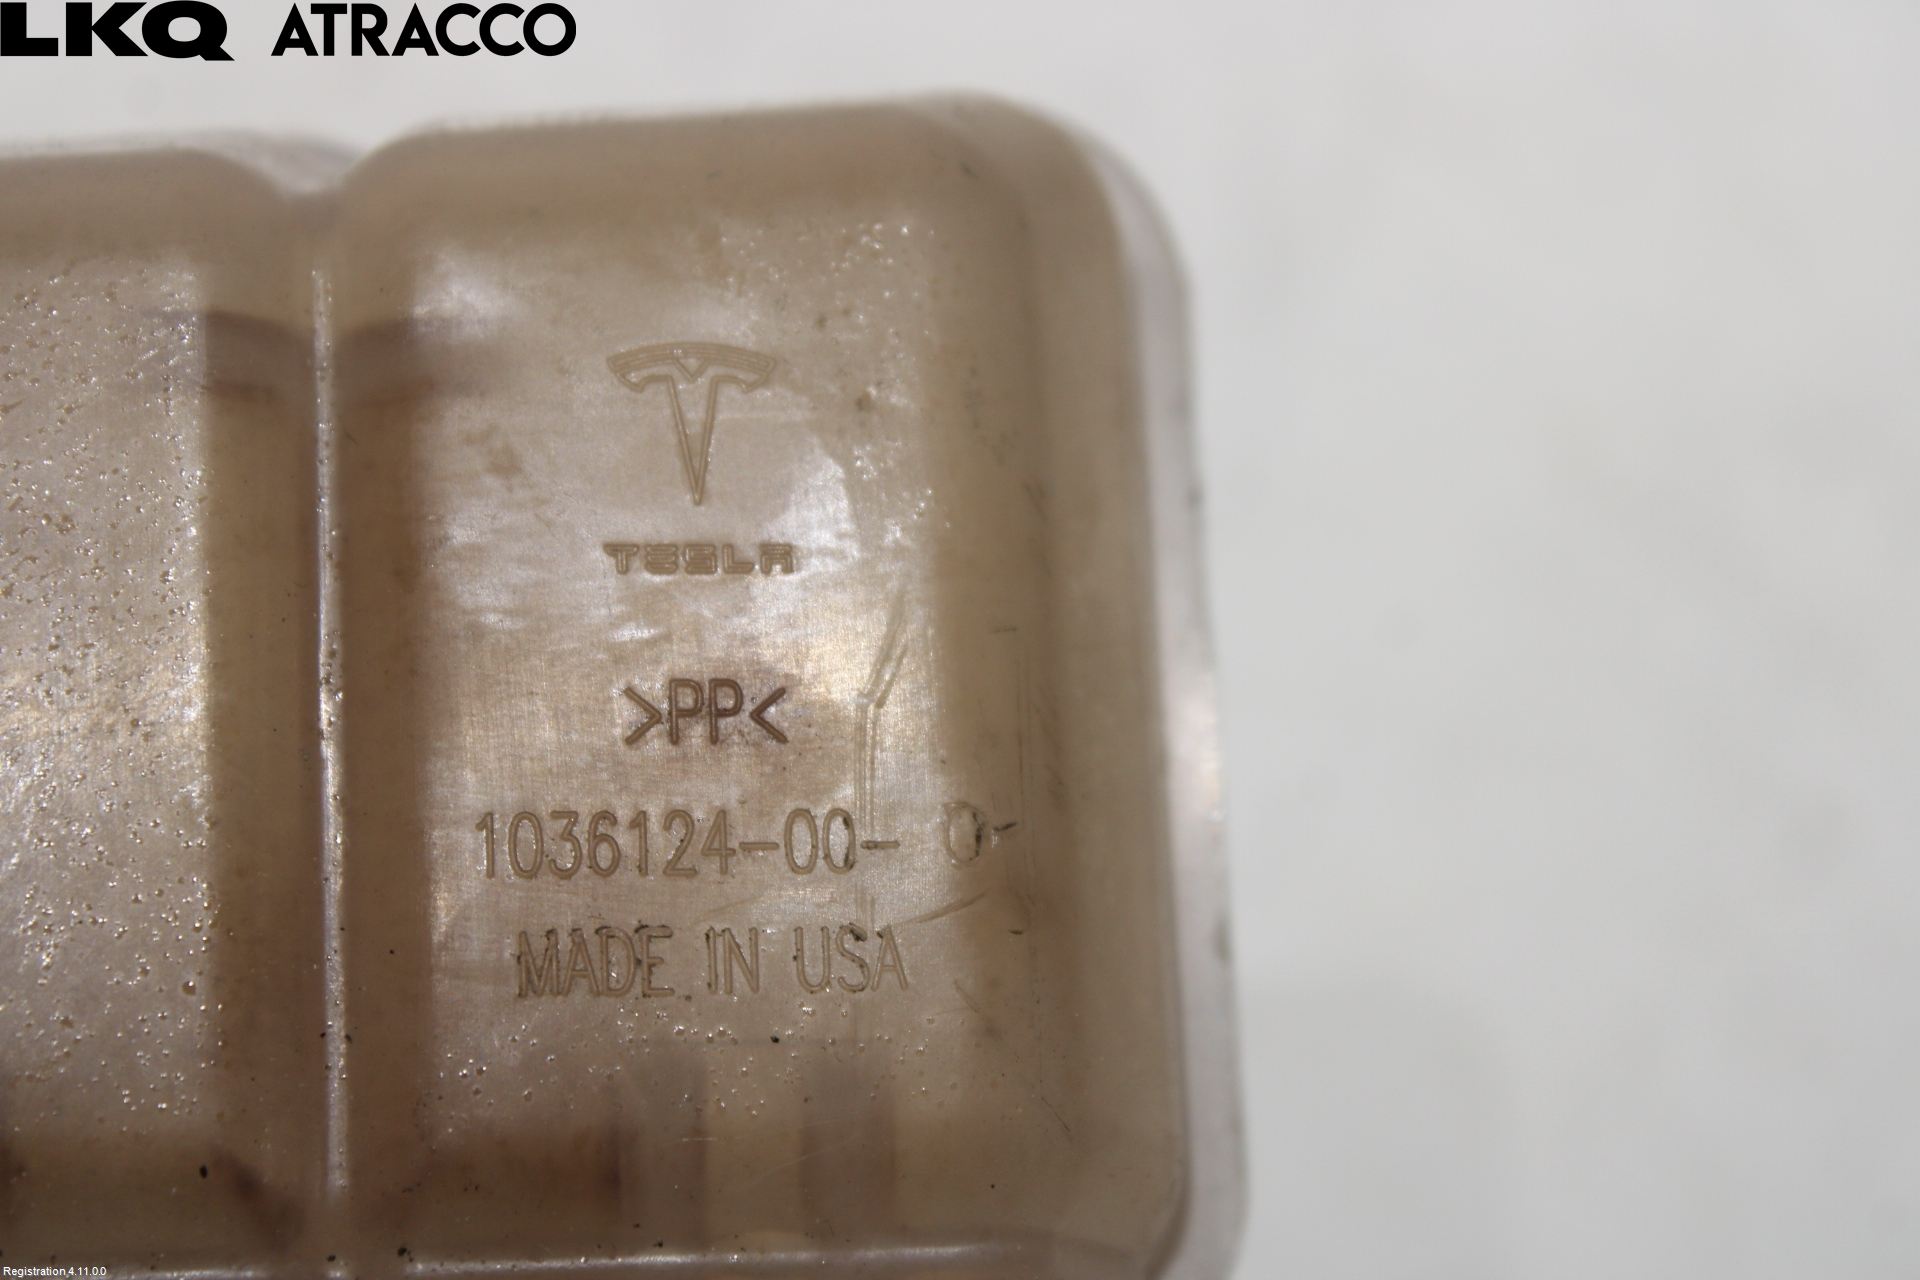 LKQ ATRACCO
TESLA
>PP<
1036124-00-
MADE IN USA
Registration 4.11.0.0